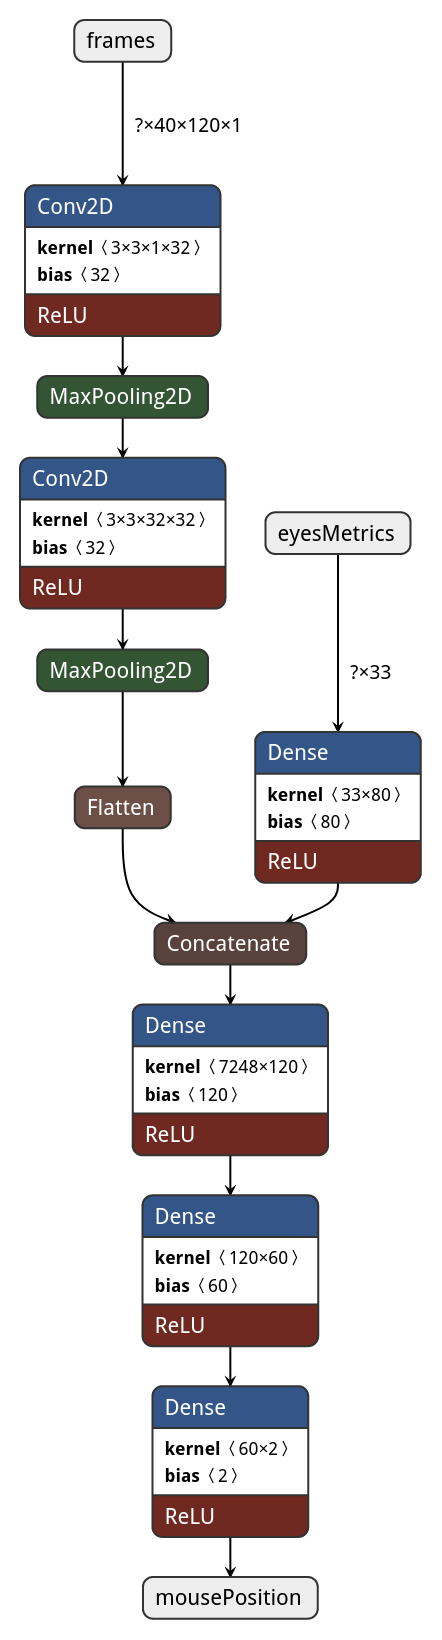 frames
?×40×120×1
Conv2D
kernel 〈3×3×1×32〉
bias 〈32〉
ReLU
MaxPooling2D
Conv2D
kernel 〈3×3×32×32〉
bias 〈32〉
ReLU
MaxPooling2D
Flatten
eyesMetrics
?×33
Dense
kernel 〈33×80〉
bias 〈80〉
ReLU
Concatenate
Dense
kernel 〈7248×120〉
bias 〈120〉
ReLU
Dense
kernel 〈120×60〉
bias 〈60〉
ReLU
Dense
kernel 〈60×2〉
bias 〈2〉
ReLU
mousePosition